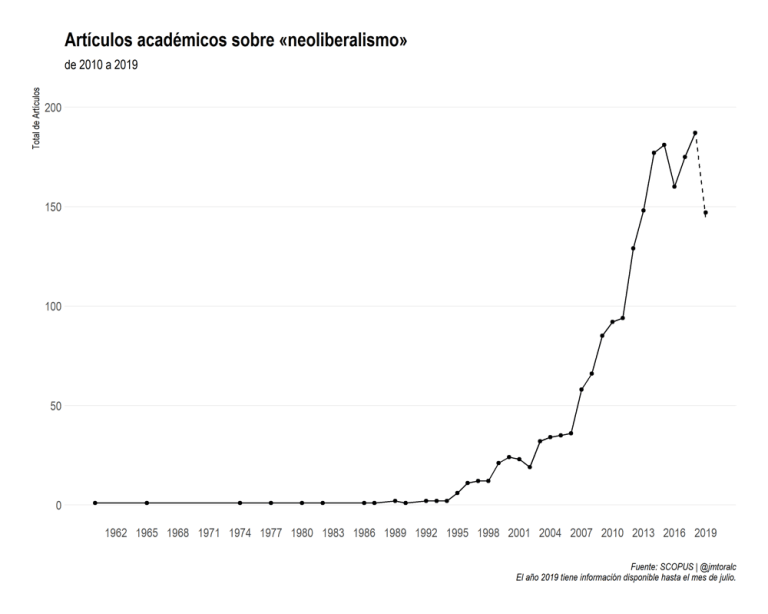 Artículos académicos sobre «neoliberalismo»
de 2010 a 2019
Total de Artículos
200
150
100
50
0
1962 1965 1968 1971 1974 1977 1980 1983 1986 1989 1992 1995 1998 2001 2004 2007 2010 2013 2016 2019
Fuente: SCOPUS | @jmtoralc
El año 2019 tiene información disponible hasta el mes de julio.